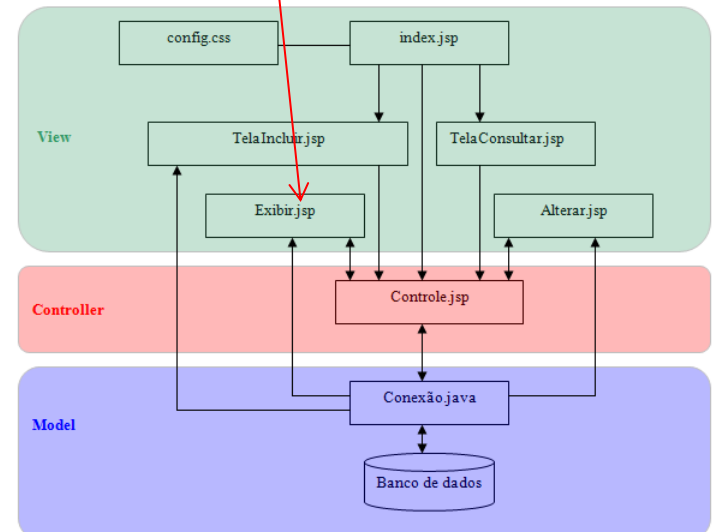 config.css
index.jsp
View
TelaIncluir.jsp
TelaConsultar.jsp
Exibir.jsp
Alterar.jsp
Controller
Controle.jsp
Model
Conexão.java
Banco de dados